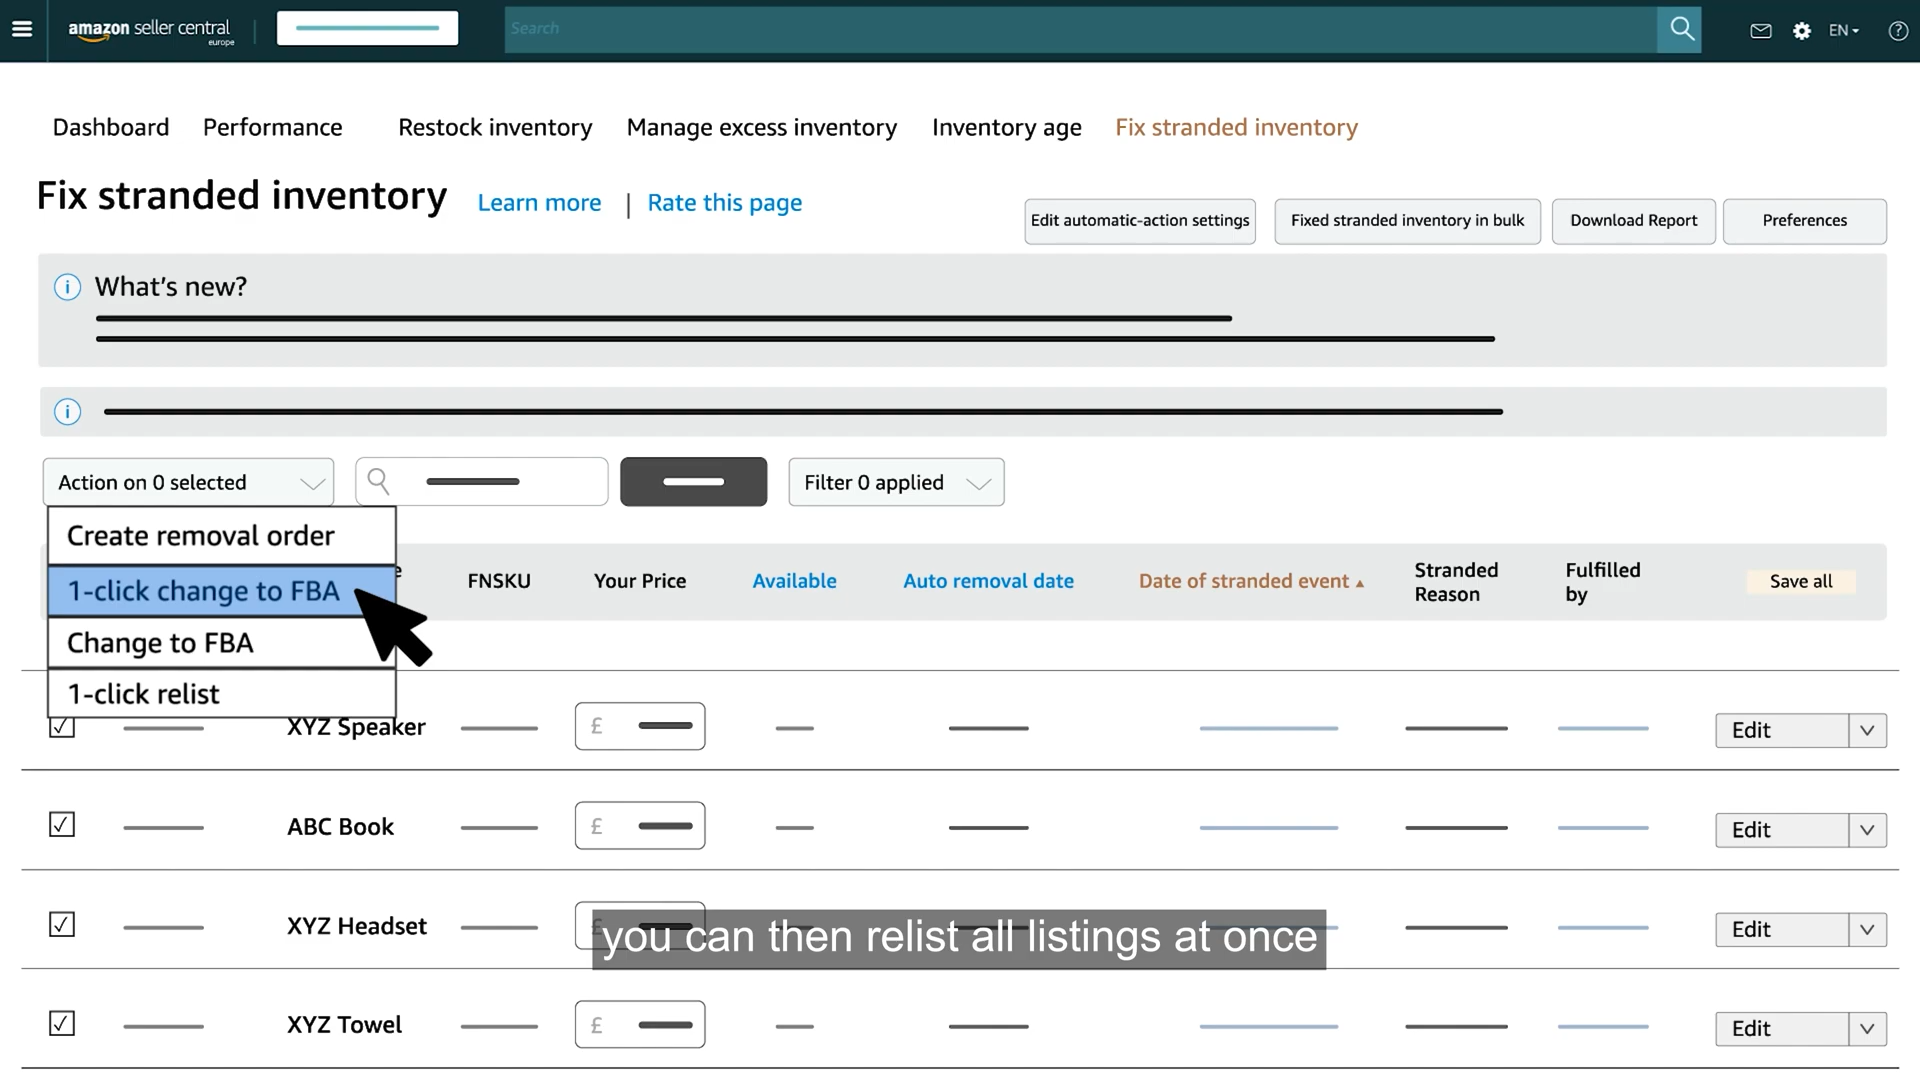 amazon seller central
europe
Search
EN
Dashboard
Performance
Restock inventory
Manage excess inventory
Inventory age
Fix stranded inventory
Fix stranded inventory
Learn more | Rate this page
Edit automatic-action settings
Fixed stranded inventory in bulk
Download Report
Preferences
What's new?
Action on 0 selected
Filter 0 applied
Create removal order
1-click change to FBA
Change to FBA
1-click relist
FNSKU
Your Price
Available
Auto removal date
Date of stranded event
Stranded
Reason
Fulfilled
by
Save all
XYZ Speaker
£
Edit
ABC Book
£
Edit
XYZ Headset
£
Edit
you can then relist all listings at once
XYZ Towel
£
Edit